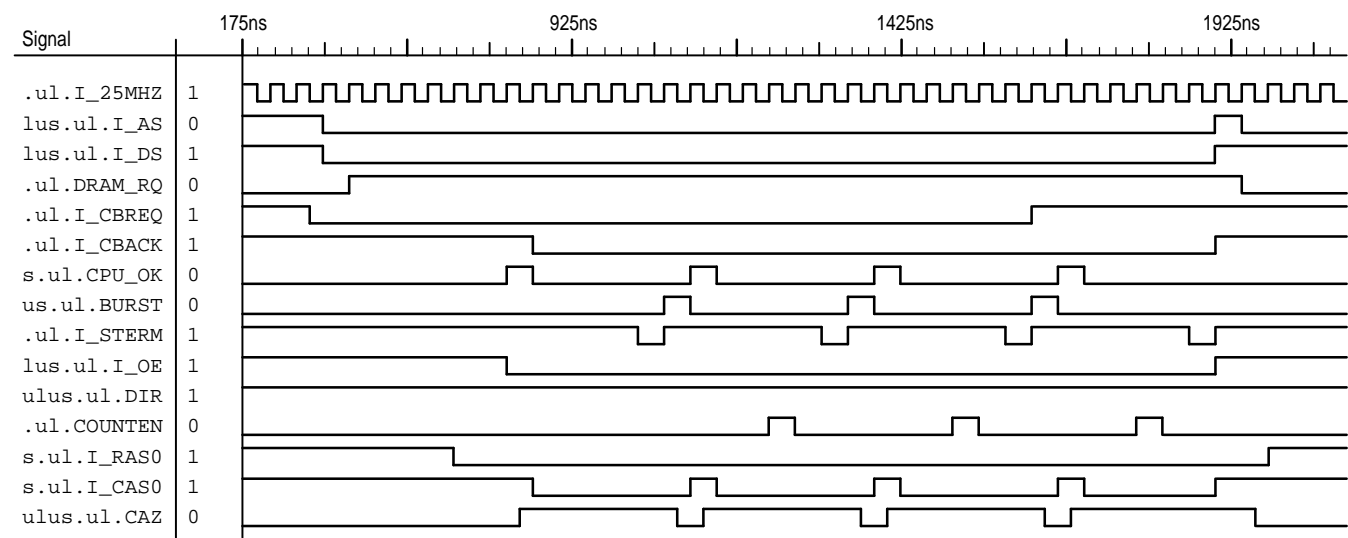 175ns 925ns 1425ns 1925ns
Signal
.ul.I_25MHZ 1
lus.ul.I_AS 0
lus.ul.I_DS 1
.ul.DRAM_RQ 0
.ul.I_CBREQ 1
.ul.I_CBACK 1
s.ul.CPU_OK 0
us.ul.BURST 0
.ul.I_STERM 1
lus.ul.I_OE 1
ulus.ul.DIR 1
.ul.COUNTEN 0
s.ul.I_RAS0 1
s.ul.I_CAS0 1
ulus.ul.CAZ 0